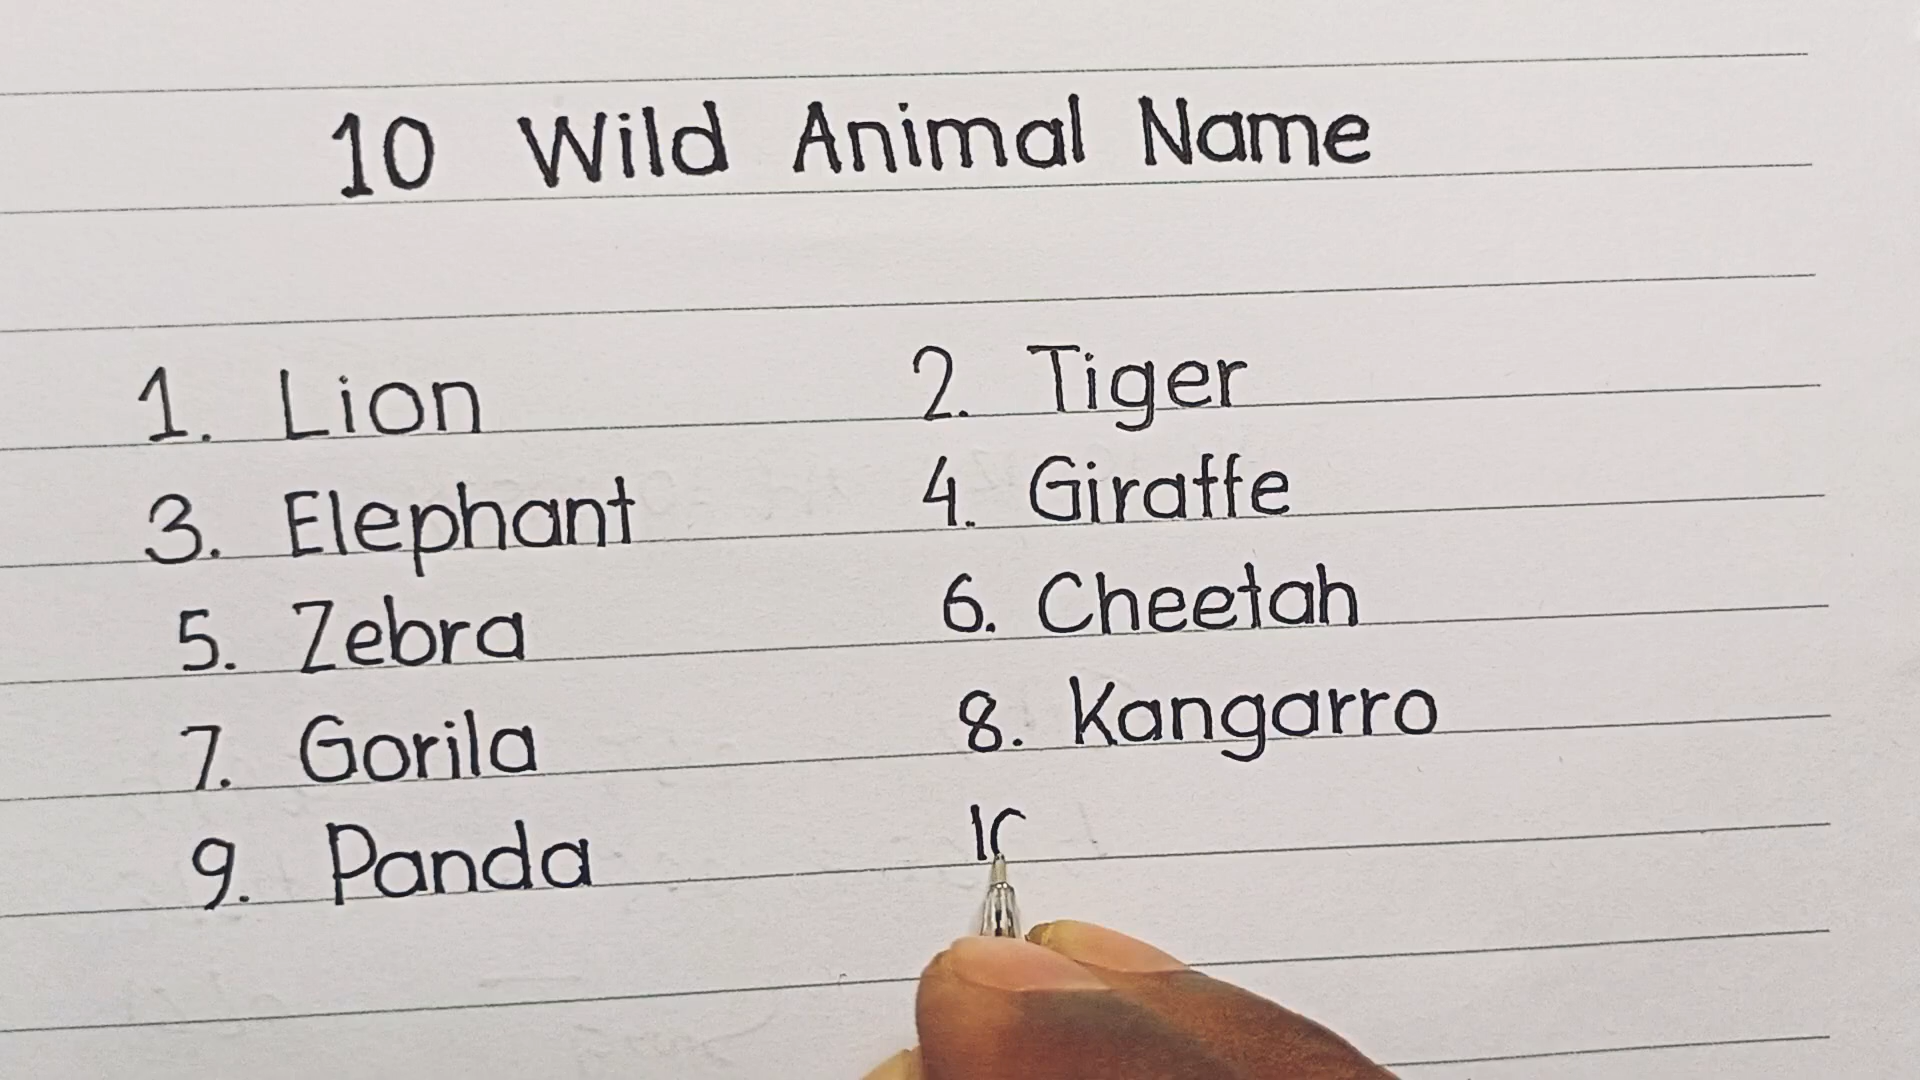 10 Wild Animal Name
1. Lion 2. Tiger
3. Elephant 4. Giraffe
5. Zebra 6. Cheetah
7. Gorila 8. Kangarro
9. Panda